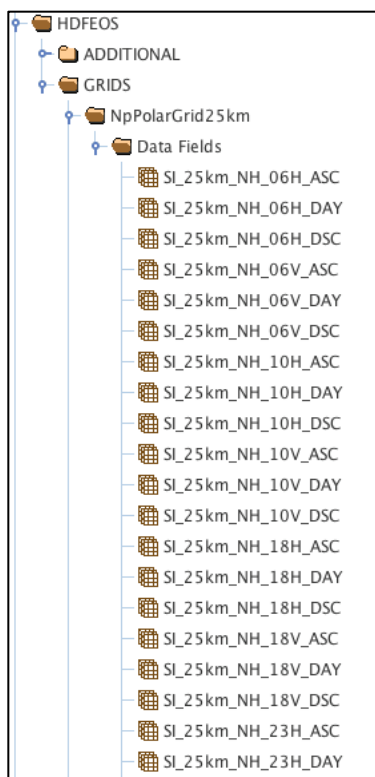 HDFEOS
ADDITIONAL
GRIDS
NpPolarGrid25km
Data Fields
SI_25km_NH_06H_ASC
SI_25km_NH_06H_DAY
SI_25km_NH_06H_DSC
SI_25km_NH_06V_ASC
SI_25km_NH_06V_DAY
SI_25km_NH_06V_DSC
SI_25km_NH_10H_ASC
SI_25km_NH_10H_DAY
SI_25km_NH_10H_DSC
SI_25km_NH_10V_ASC
SI_25km_NH_10V_DAY
SI_25km_NH_10V_DSC
SI_25km_NH_18H_ASC
SI_25km_NH_18H_DAY
SI_25km_NH_18H_DSC
SI_25km_NH_18V_ASC
SI_25km_NH_18V_DAY
SI_25km_NH_18V_DSC
SI_25km_NH_23H_ASC
SI_25km_NH_23H_DAY